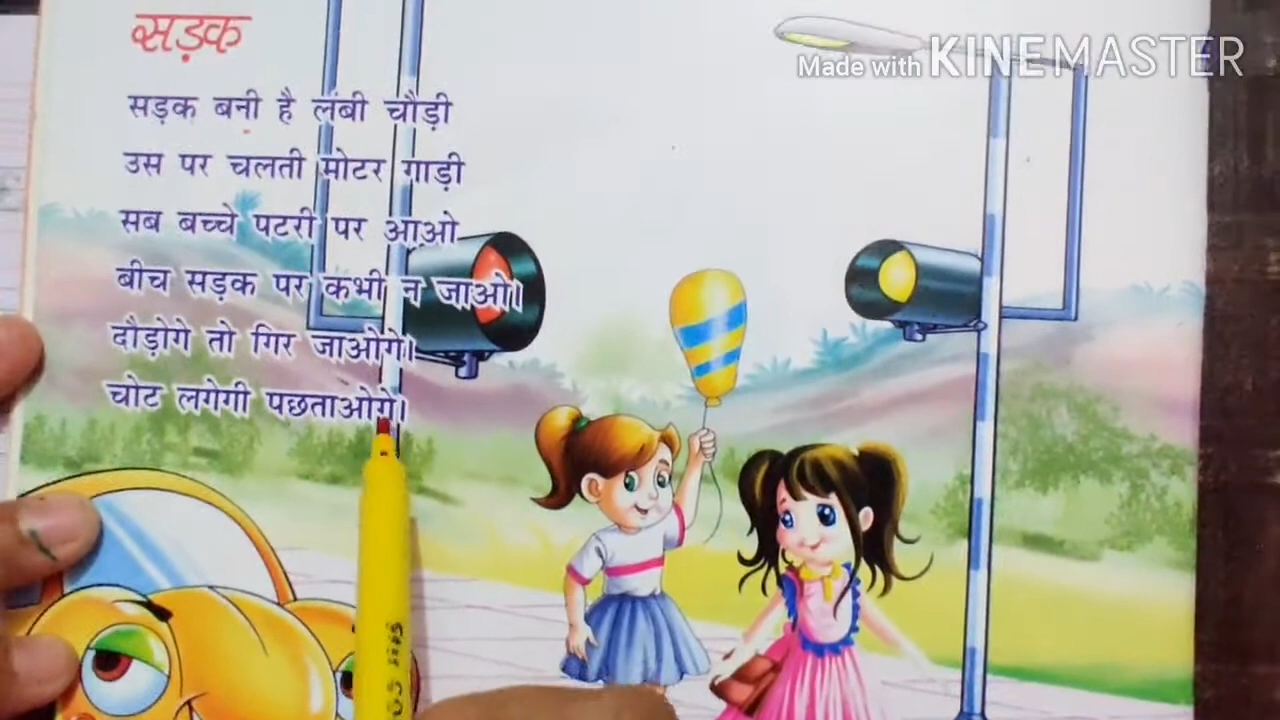 सड़क
Made with KINEMASTER
सड़क बनी है लंबी चौड़ी
उस पर चलती मोटर गाड़ी
सब बच्चे पटरी पर आओ
बीच सड़क पर कभी न जाओ।
दौड़ोगे तो गिर जाओगे।
चोट लगेगी पछताओगे।